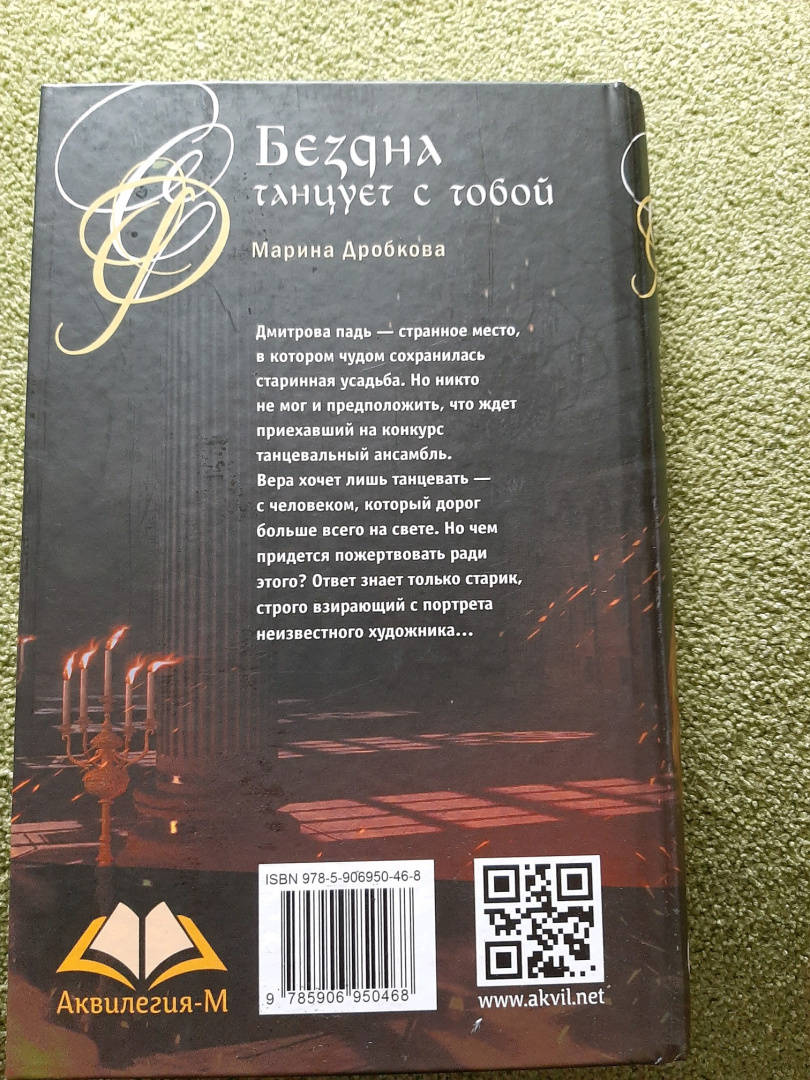 Бездна
танцует с тобой
Марина Дробкова
Дмитрова падь — странное место,
в котором чудом сохранилась
старинная усадьба. Но никто
не мог и предположить, что ждет
приехавший на конкурс
танцевальный ансамбль.
Вера хочет лишь танцевать —
с человеком, который дорог
больше всего на свете. Но чем
придется пожертвовать ради
этого? Ответ знает только старик,
строго взирающий с портрета
неизвестного художника...
ISBN 978-5-906950-46-8
9 785906 950468
Аквилегия-М
www.akvil.net